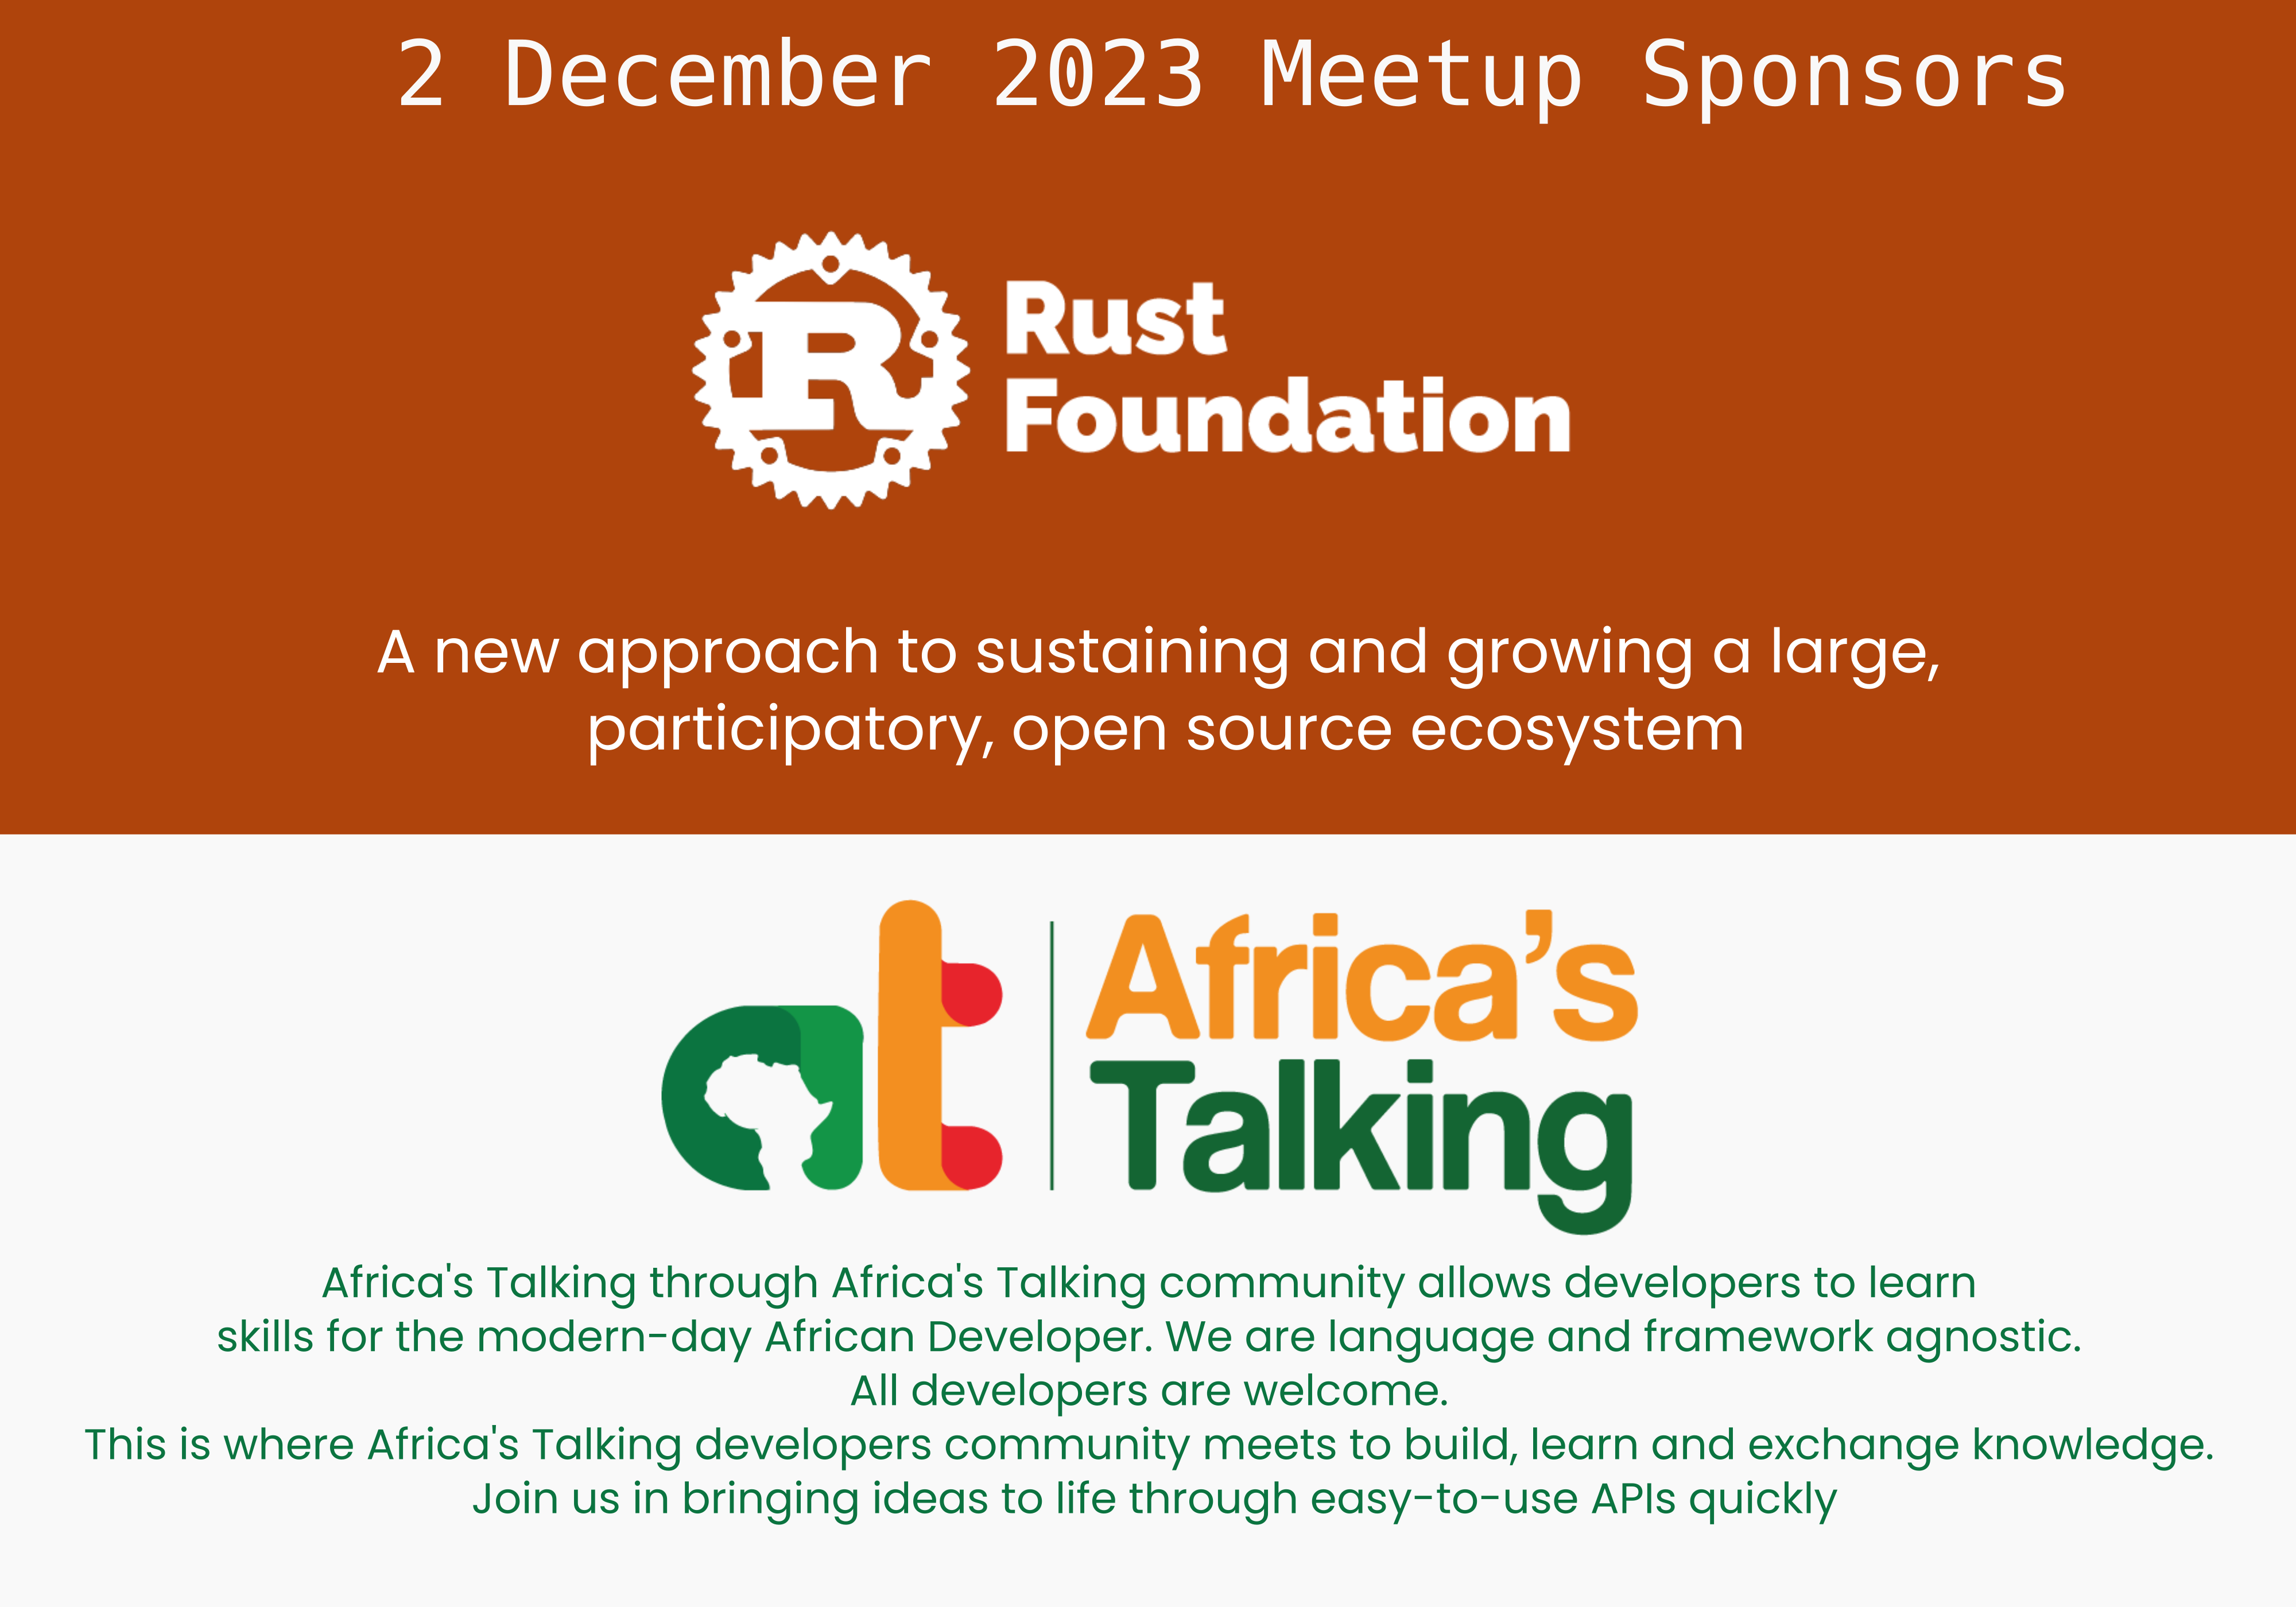 2 December 2023 Meetup Sponsors
R
Rust
Foundation
A new approach to sustaining and growing a large,
participatory, open source ecosystem
at
Africa’s
Talking
Africa's Talking through Africa's Talking community allows developers to learn
skills for the modern-day African Developer. We are language and framework agnostic.
All developers are welcome.
This is where Africa's Talking developers community meets to build, learn and exchange knowledge.
Join us in bringing ideas to life through easy-to-use APIs quickly